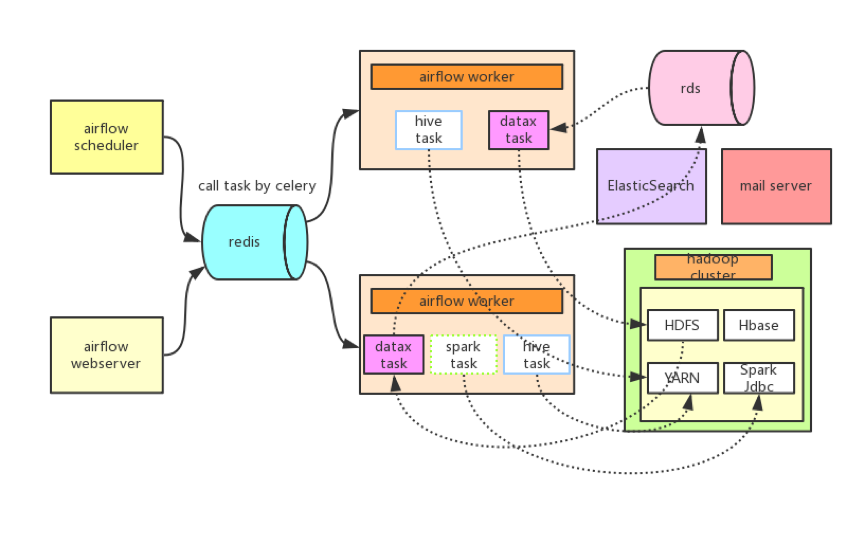 airflow
scheduler
call task by celery
redis
airflow
webserver
airflow worker
hive
task
datax
task
airflow worker
datax
task
spark
task
hive
task
rds
ElasticSearch
mail server
hadoop
cluster
HDFS
Hbase
YARN
Spark
Jdbc